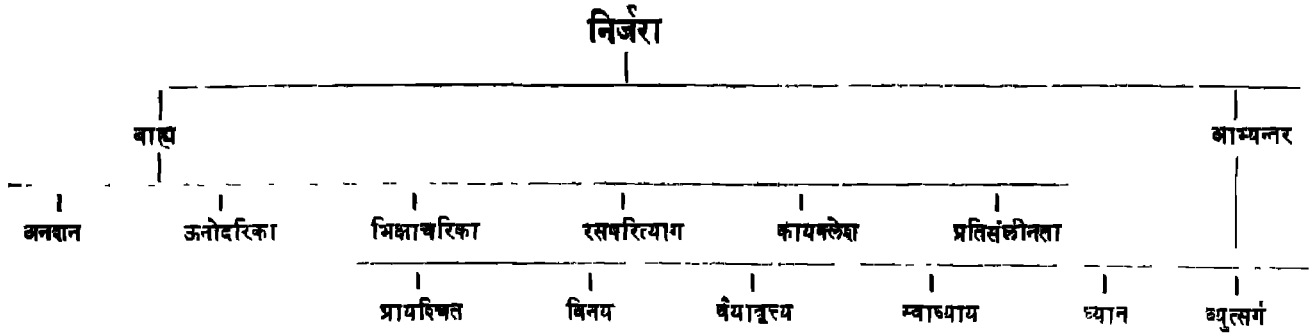 निर्जरा
बाह्य आभ्यन्तर
अनशन ऊनोदरिका भिक्षाचरिका रसपरित्याग कायक्लेश प्रतिसंलीनता
प्रायश्चित विनय वैयावृत्त्य स्वाध्याय ध्यान व्युत्सर्ग